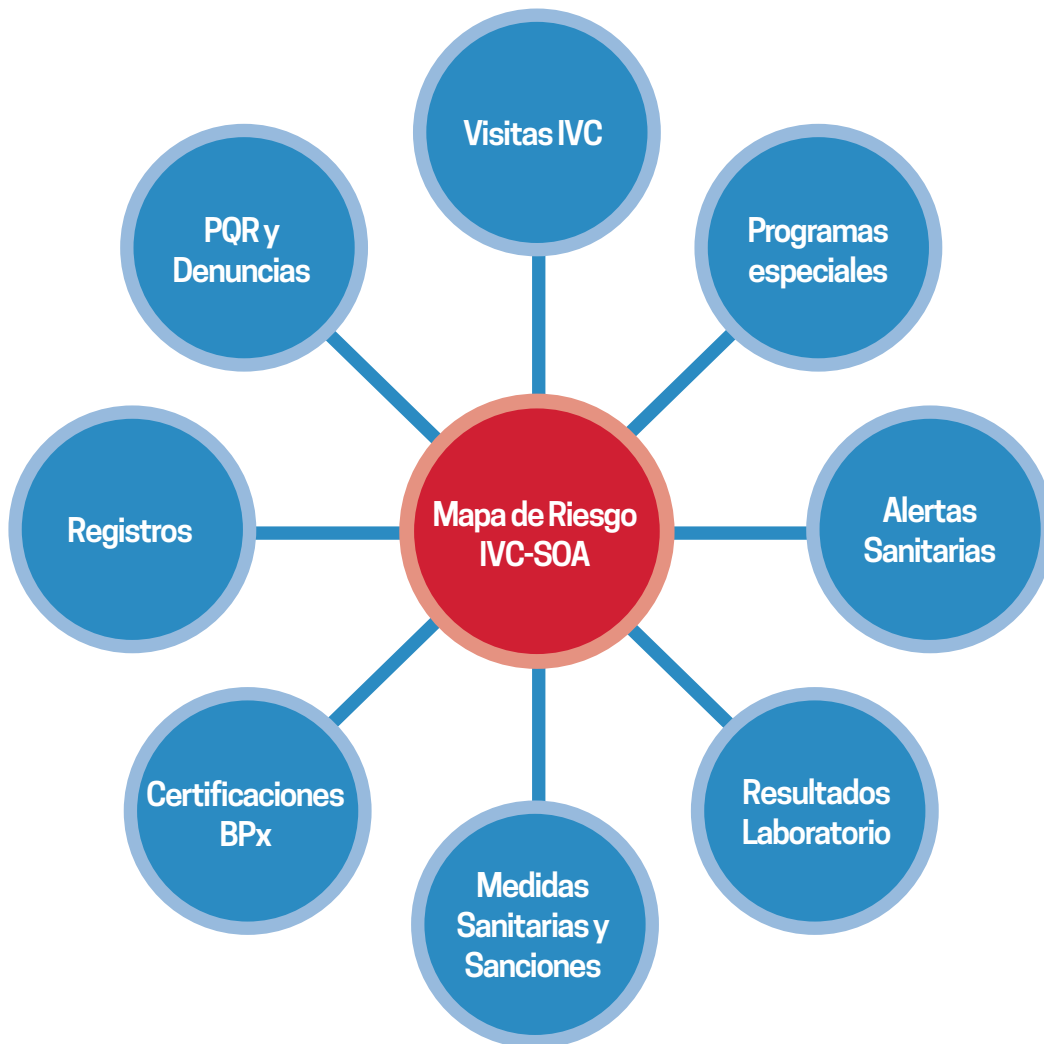 Visitas IVC
PQR y
Denuncias
Programas
especiales
Registros
Mapa de Riesgo
IVC-SOA
Alertas
Sanitarias
Certificaciones
BPx
Resultados
Laboratorio
Medidas
Sanitarias y
Sanciones